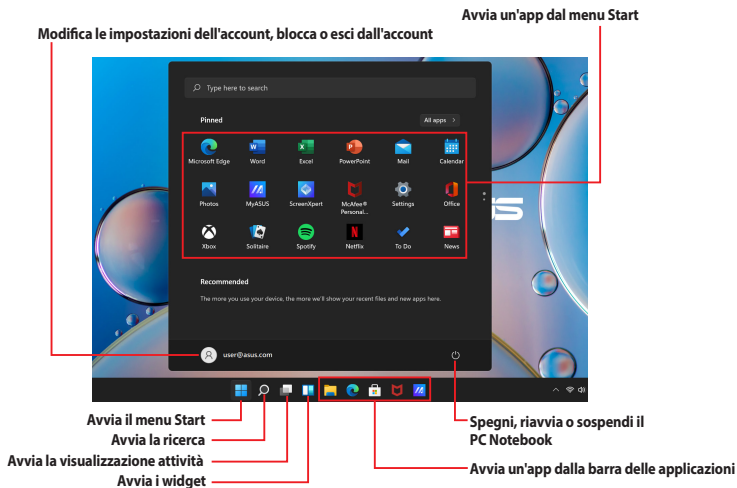 Avvia un'app dal menu Start
Modifica le impostazioni dell'account, blocca o esci dall'account
Type here to search
Pinned
All apps >
Microsoft Edge
Word
Excel
PowerPoint
Mail
Calendar
Photos
MyASUS
ScreenXpert
McAfee®
Personal...
Settings
Office
Xbox
Solitaire
Spotify
Netflix
To Do
News
Recommended
The more you use your device, the more we'll show your recent files and new apps here.
user@asus.com
Avvia il menu Start
Avvia la ricerca
Avvia la visualizzazione attività
Avvia i widget
Spegni, riavvia o sospendi il
PC Notebook
Avvia un'app dalla barra delle applicazioni